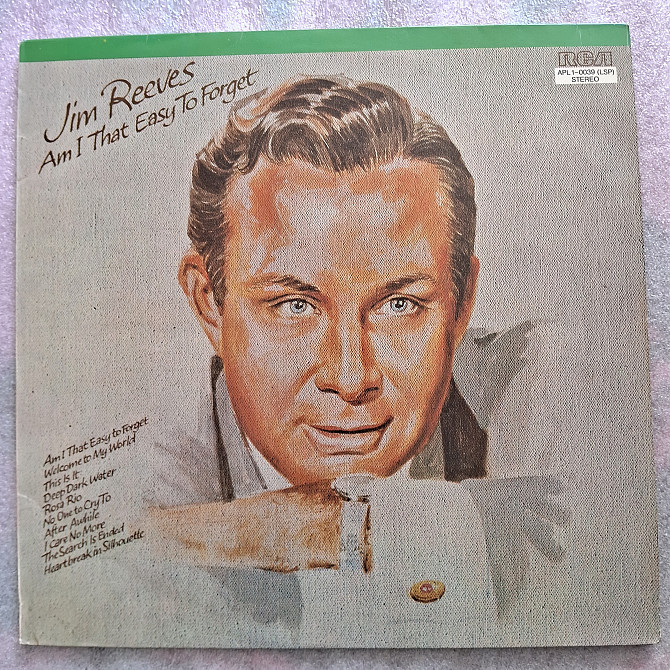 Jim Reeves
Am I That Easy To Forget
RCA
APL1-0039 (LSP)
STEREO
Am I That Easy to Forget
Welcome to My World
This Is It
Deep Dark Water
Rosa Rio
No One to Cry To
After Awhile
I Care No More
The Search Is Ended
Heartbreak in Silhouette